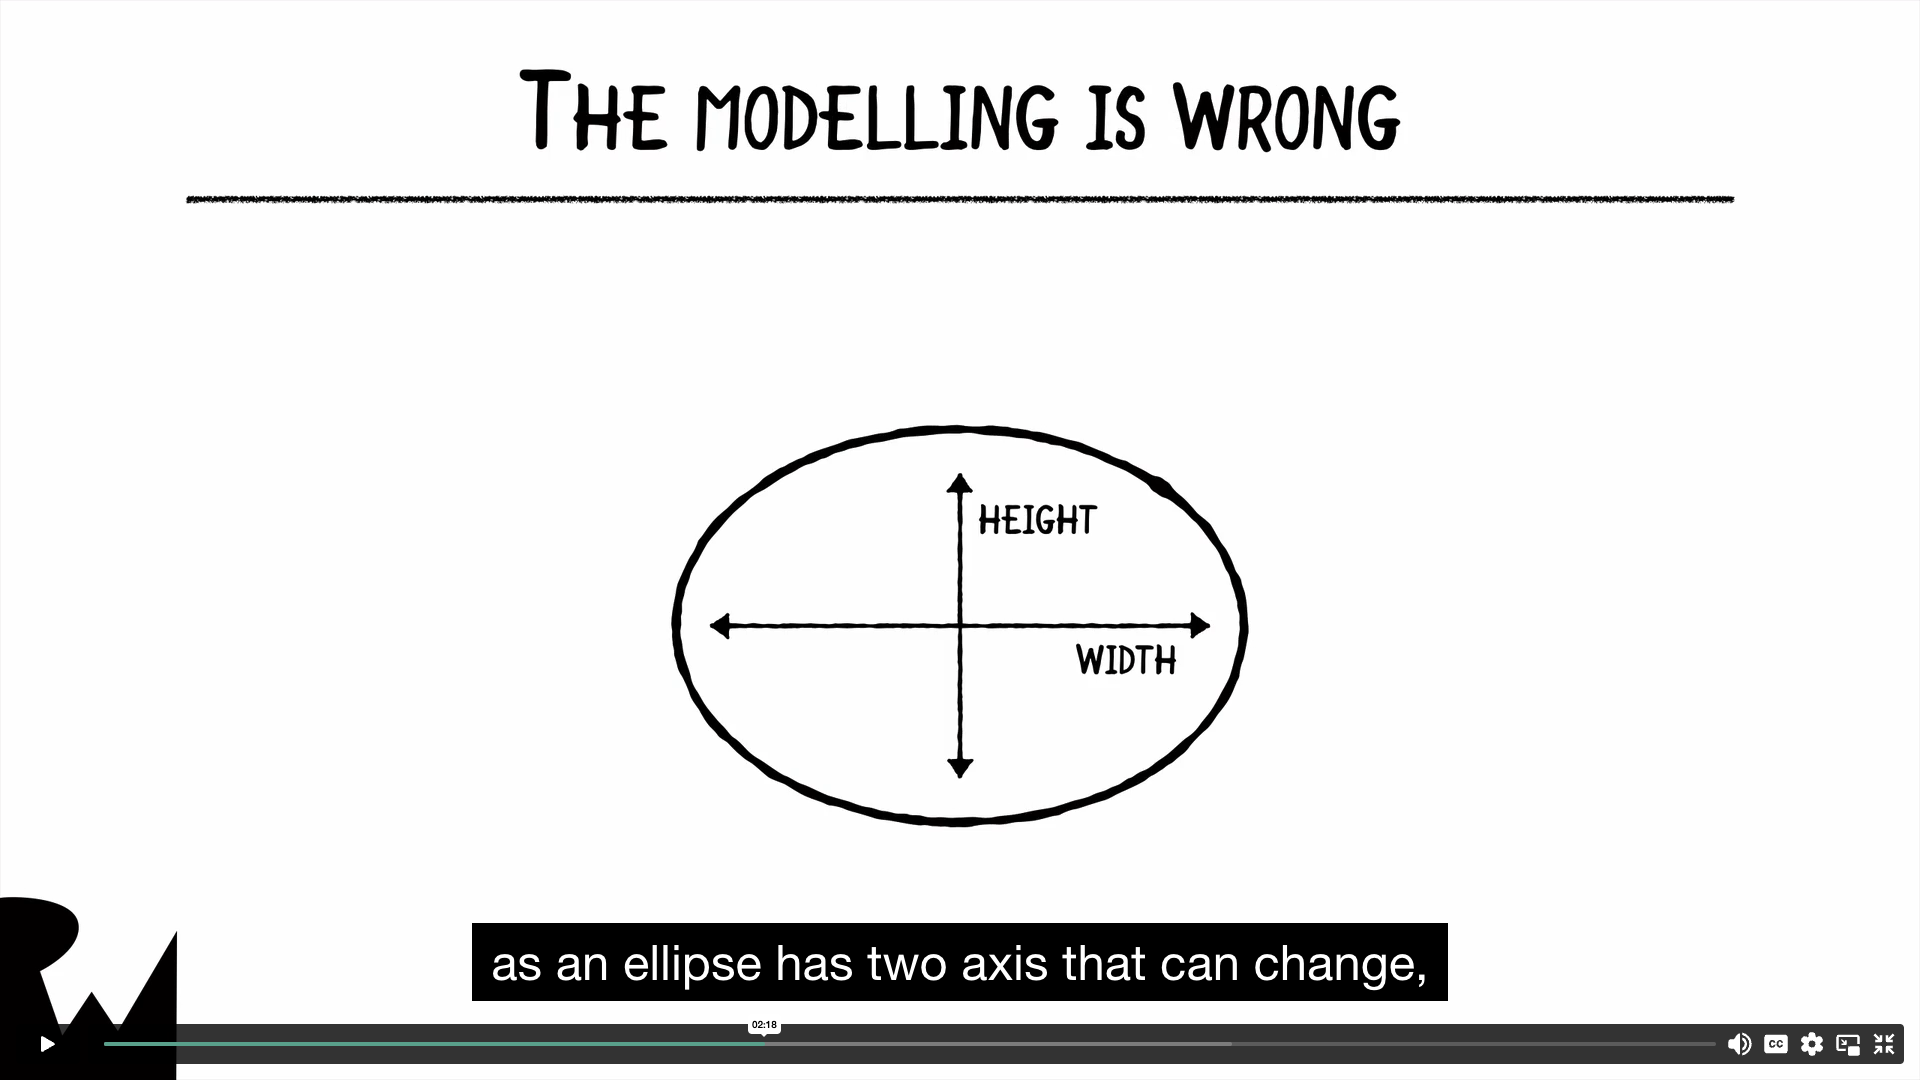 THE MODELLING IS WRONG
HEIGHT
WIDTH
as an ellipse has two axis that can change,
02:18
CC